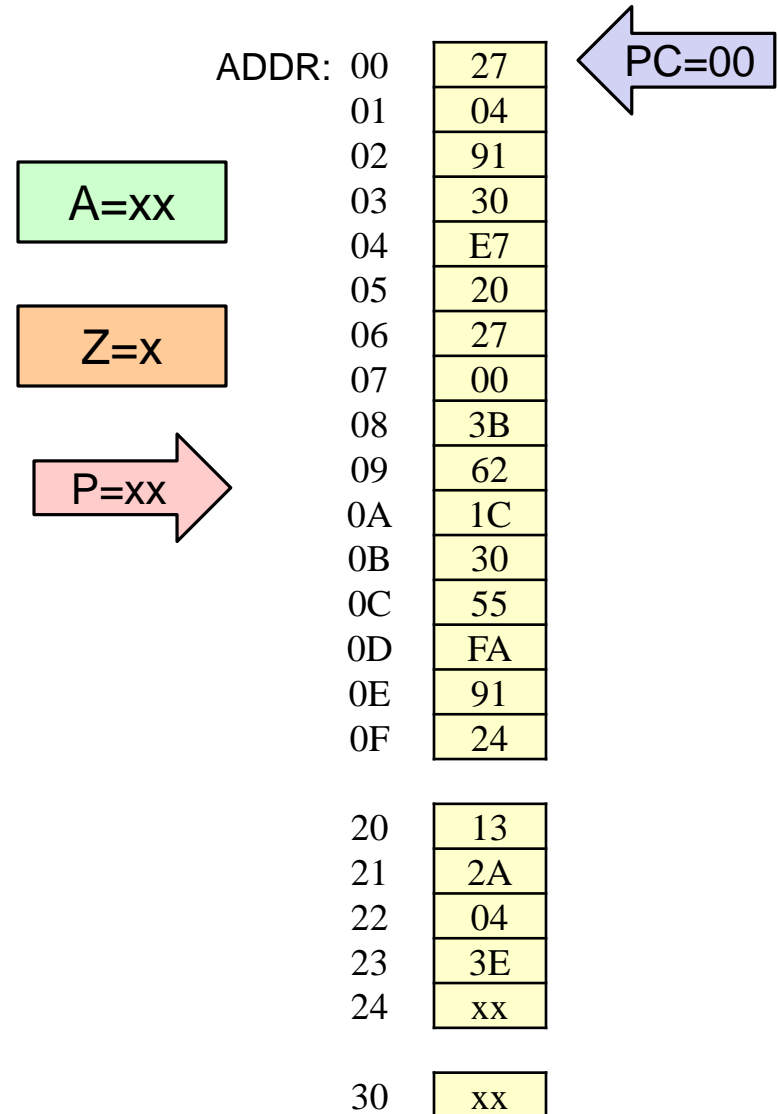 ADDR: 00 27 PC=00
01 04
02 91
A=xx 03 30
04 E7
05 20
Z=x 06 27
07 00
08 3B
P=xx 09 62
0A 1C
0B 30
0C 55
0D FA
0E 91
0F 24
20 13
21 2A
22 04
23 3E
24 xx
30 xx